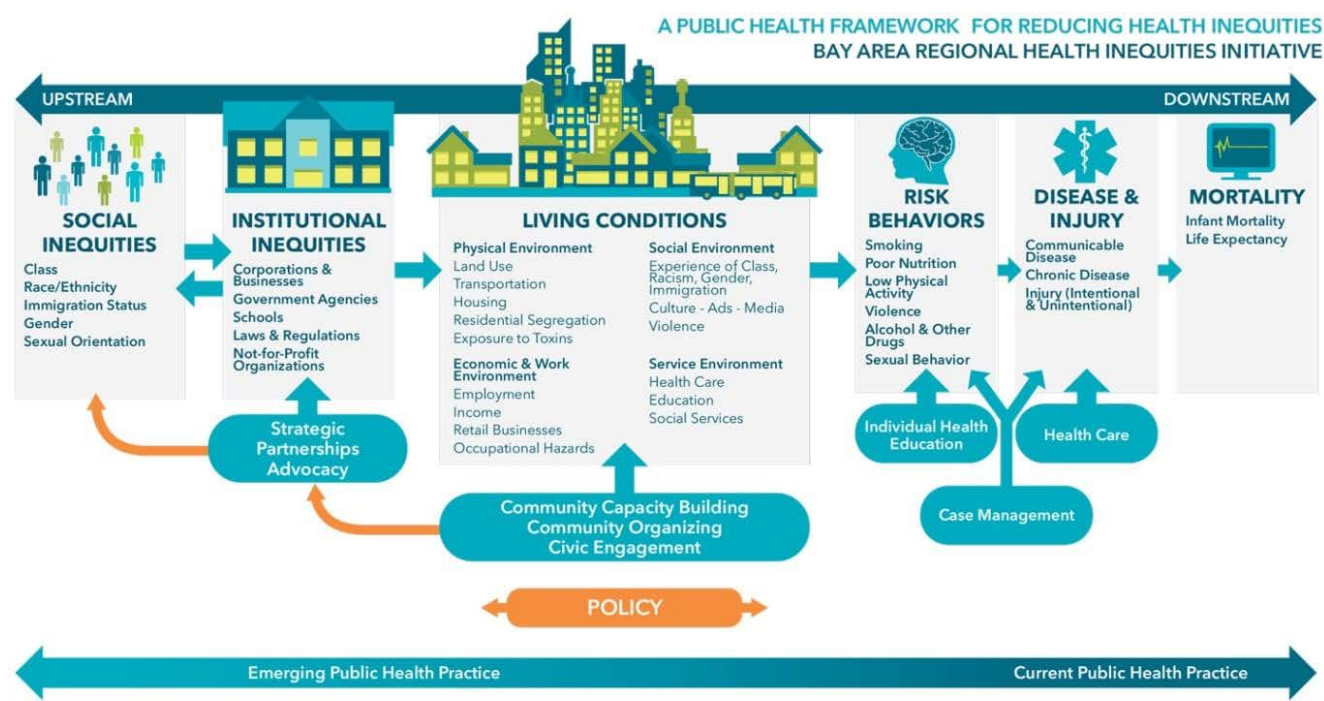 A PUBLIC HEALTH FRAMEWORK FOR REDUCING HEALTH INEQUITIES
BAY AREA REGIONAL HEALTH INEQUITIES INITIATIVE
UPSTREAM
DOWNSTREAM
SOCIAL
INEQUITIES
Class
Race/Ethnicity
Immigration Status
Gender
Sexual Orientation
INSTITUTIONAL
INEQUITIES
Corporations &
Businesses
Government Agencies
Schools
Laws & Regulations
Not-for-Profit
Organizations
Strategic
Partnerships
Advocacy
LIVING CONDITIONS
Physical Environment
Land Use
Transportation
Housing
Residential Segregation
Exposure to Toxins
Economic & Work
Environment
Employment
Income
Retail Businesses
Occupational Hazards
Social Environment
Experience of Class,
Racism, Gender,
Immigration
Culture - Ads - Media
Violence
Service Environment
Health Care
Education
Social Services
Community Capacity Building
Community Organizing
Civic Engagement
RISK
BEHAVIORS
Smoking
Poor Nutrition
Low Physical
Activity
Violence
Alcohol & Other
Drugs
Sexual Behavior
Individual Health
Education
DISEASE &
INJURY
Communicable
Disease
Chronic Disease
Injury (Intentional
& Unintentional)
Health Care
Case Management
MORTALITY
Infant Mortality
Life Expectancy
POLICY
Emerging Public Health Practice
Current Public Health Practice